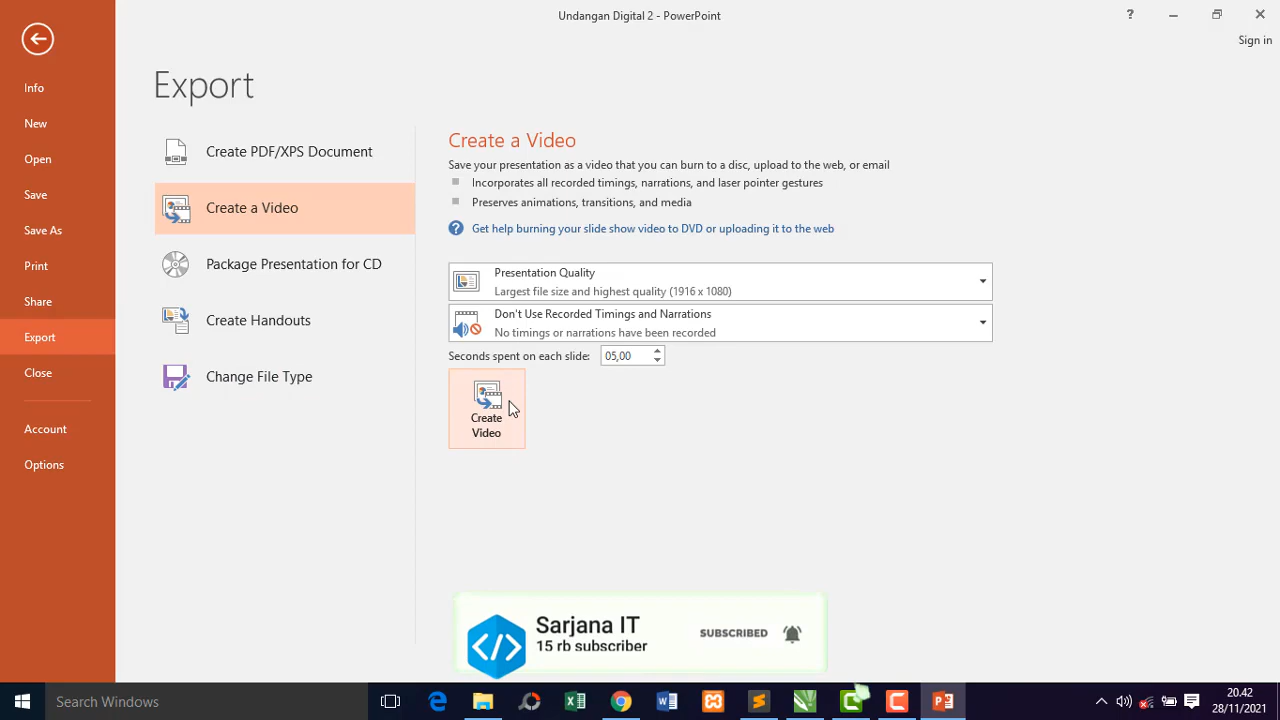 Undangan Digital 2 - PowerPoint
?
Sign in
Info
New
Open
Save
Save As
Print
Share
Export
Close
Account
Options
Export
Create PDF/XPS Document
Create a Video
Package Presentation for CD
Create Handouts
Change File Type
Create a Video
Save your presentation as a video that you can burn to a disc, upload to the web, or email
Incorporates all recorded timings, narrations, and laser pointer gestures
Preserves animations, transitions, and media
Get help burning your slide show video to DVD or uploading it to the web
Presentation Quality
Largest file size and highest quality (1916 x 1080)
Don't Use Recorded Timings and Narrations
No timings or narrations have been recorded
Seconds spent on each slide: 05,00
Create
Video
Sarjana IT
15 rb subscriber
SUBSCRIBED
Search Windows
20.42
28/11/2021